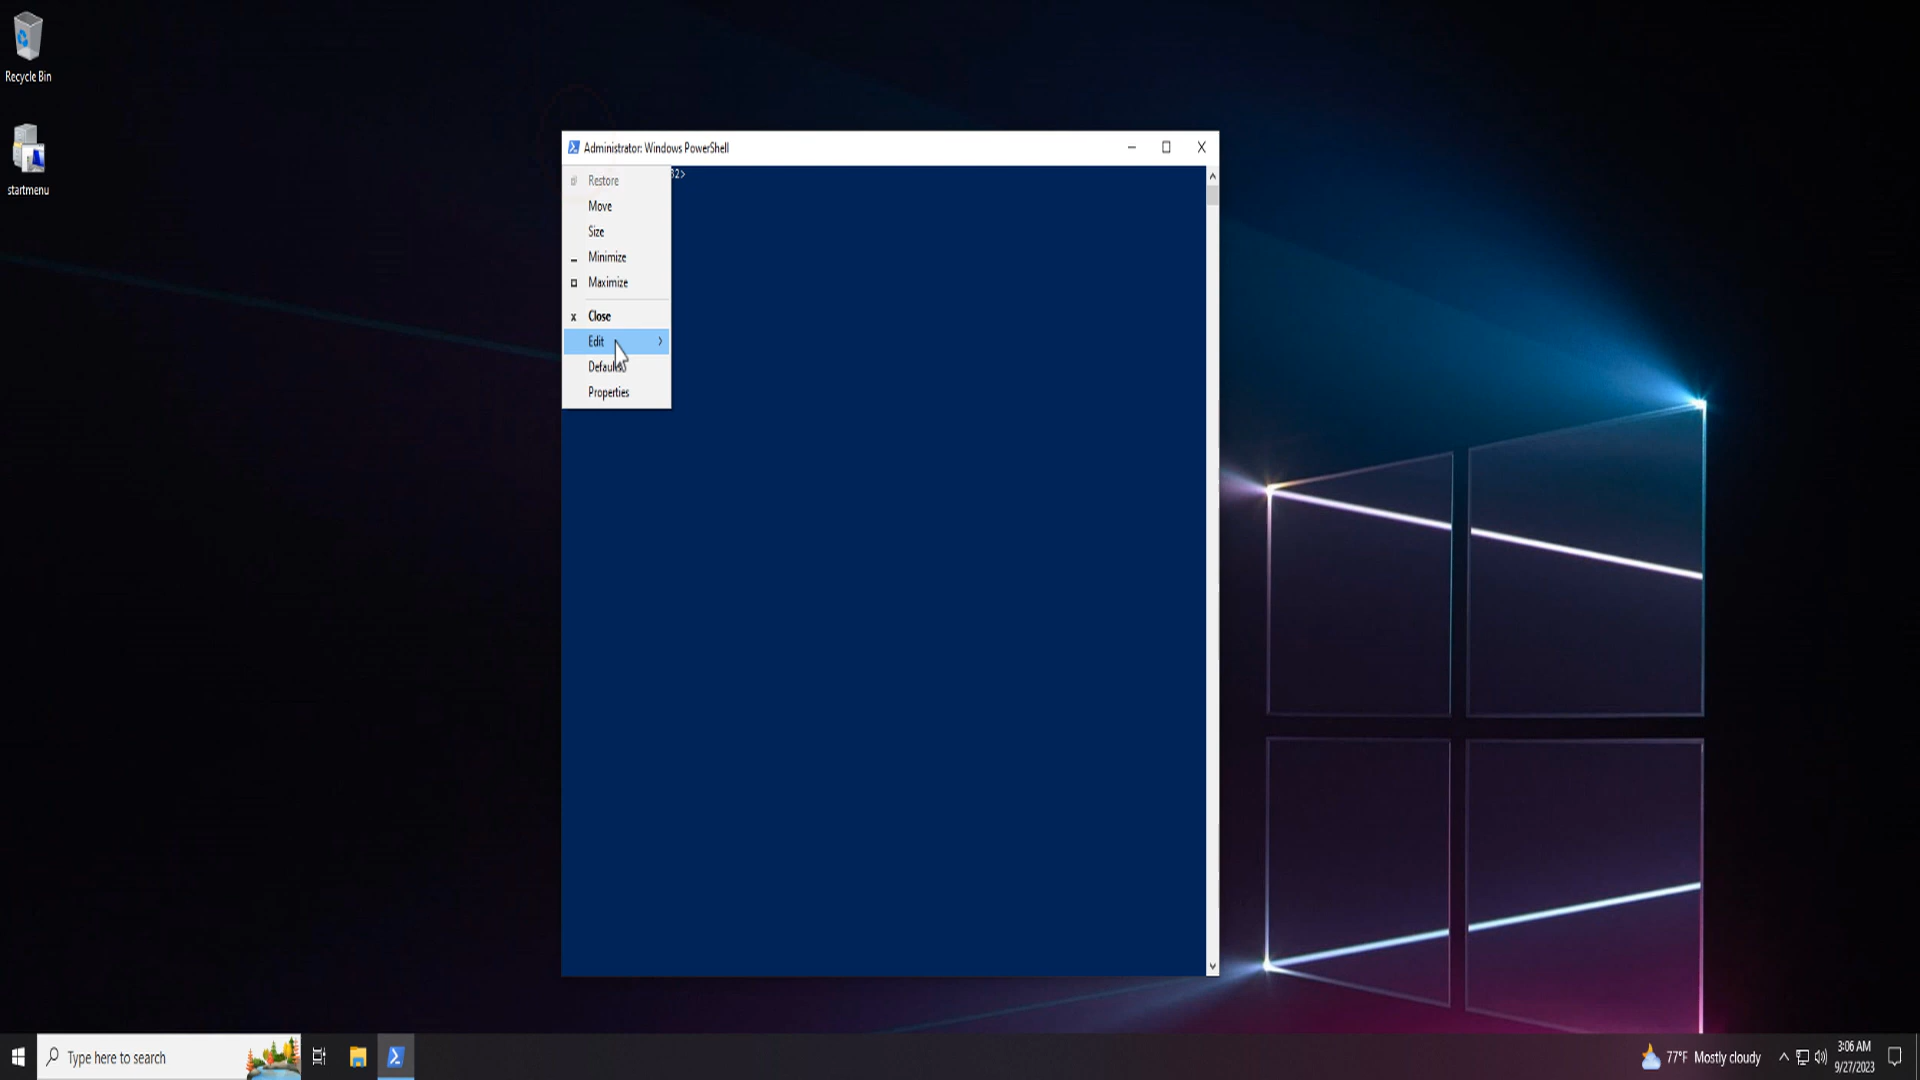 Recycle Bin
startmenu
Administrator: Windows PowerShell
32>
Restore
Move
Size
Minimize
Maximize
Close
Edit
Properties
Type here to search
77°F Mostly cloudy
3:06 AM
9/27/2023